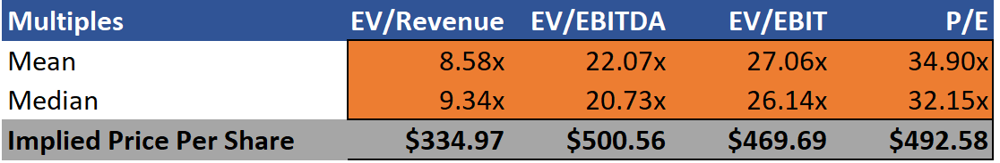 Multiples EV/Revenue EV/EBITDA EV/EBIT P/E
Mean 8.58x 22.07x 27.06x 34.90x
Median 9.34x 20.73x 26.14x 32.15x
Implied Price Per Share $334.97 $500.56 $469.69 $492.58